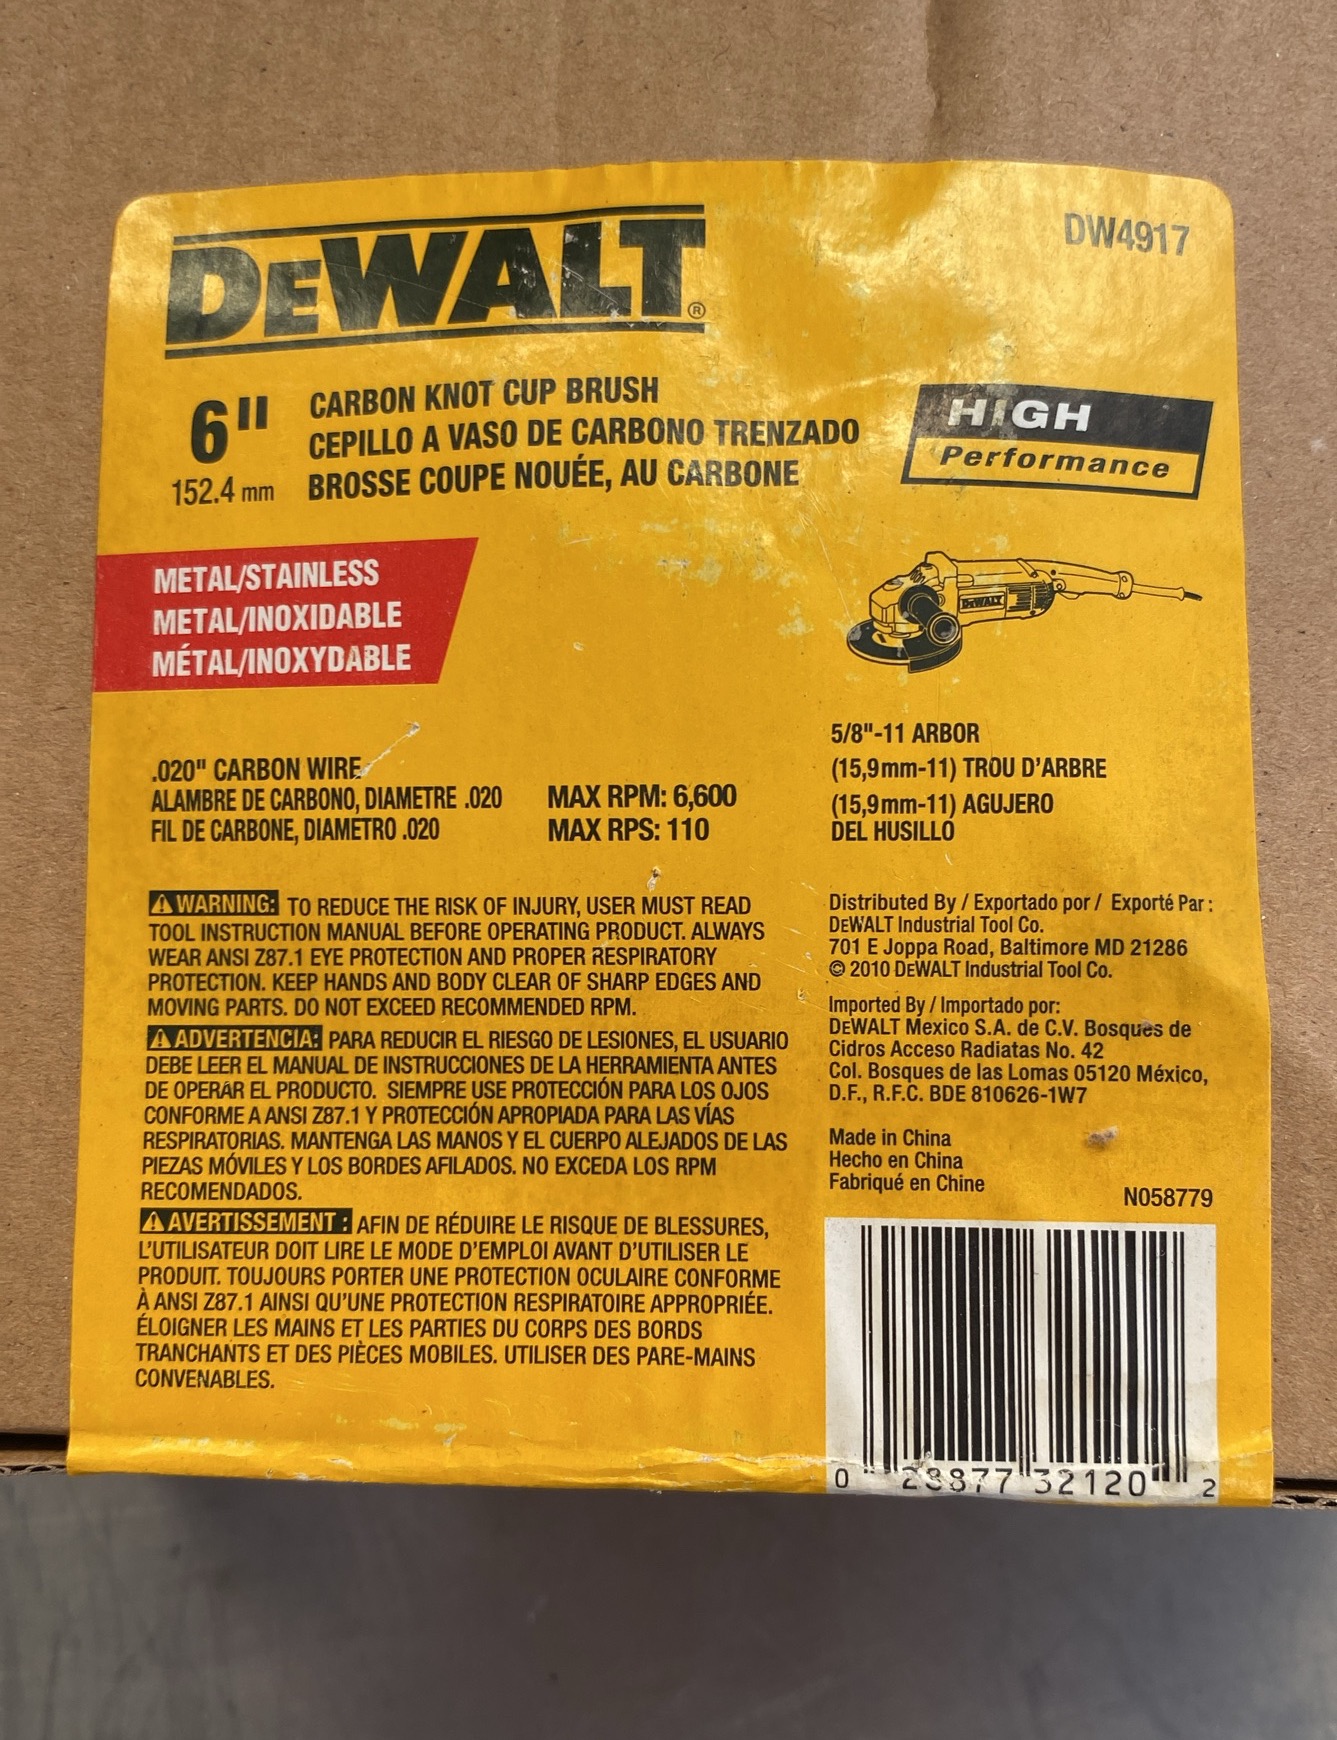 DEWALT®
DW4917
6"
152.4 mm
CARBON KNOT CUP BRUSH
CEPILLO A VASO DE CARBONO TRENZADO
BROSSE COUPE NOUÉE, AU CARBONE
HIGH
Performance
METAL/STAINLESS
METAL/INOXIDABLE
MÉTAL/INOXYDABLE
DEWALT
.020" CARBON WIRE
ALAMBRE DE CARBONO, DIAMETRE .020
FIL DE CARBONE, DIAMETRO .020
MAX RPM: 6,600
MAX RPS: 110
5/8"-11 ARBOR
(15,9mm-11) TROU D'ARBRE
(15,9mm-11) AGUJERO
DEL HUSILLO
⚠ WARNING: TO REDUCE THE RISK OF INJURY, USER MUST READ
TOOL INSTRUCTION MANUAL BEFORE OPERATING PRODUCT. ALWAYS
WEAR ANSI Z87.1 EYE PROTECTION AND PROPER RESPIRATORY
PROTECTION. KEEP HANDS AND BODY CLEAR OF SHARP EDGES AND
MOVING PARTS. DO NOT EXCEED RECOMMENDED RPM.
⚠ ADVERTENCIA: PARA REDUCIR EL RIESGO DE LESIONES, EL USUARIO
DEBE LEER EL MANUAL DE INSTRUCCIONES DE LA HERRAMIENTA ANTES
DE OPERAR EL PRODUCTO. SIEMPRE USE PROTECCIÓN PARA LOS OJOS
CONFORME A ANSI Z87.1 Y PROTECCIÓN APROPIADA PARA LAS VÍAS
RESPIRATORIAS. MANTENGA LAS MANOS Y EL CUERPO ALEJADOS DE LAS
PIEZAS MÓVILES Y LOS BORDES AFILADOS. NO EXCEDA LOS RPM
RECOMENDADOS.
⚠ AVERTISSEMENT : AFIN DE RÉDUIRE LE RISQUE DE BLESSURES,
L'UTILISATEUR DOIT LIRE LE MODE D'EMPLOI AVANT D'UTILISER LE
PRODUIT. TOUJOURS PORTER UNE PROTECTION OCULAIRE CONFORME
À ANSI Z87.1 AINSI QU'UNE PROTECTION RESPIRATOIRE APPROPRIÉE.
ÉLOIGNER LES MAINS ET LES PARTIES DU CORPS DES BORDS
TRANCHANTS ET DES PIÈCES MOBILES. UTILISER DES PARE-MAINS
CONVENABLES.
Distributed By / Exportado por / Exporté Par :
DEWALT Industrial Tool Co.
701 E Joppa Road, Baltimore MD 21286
© 2010 DEWALT Industrial Tool Co.
Imported By / Importado por:
DEWALT Mexico S.A. de C.V. Bosques de
Cidros Acceso Radiatas No. 42
Col. Bosques de las Lomas 05120 México,
D.F., R.F.C. BDE 810626-1W7
Made in China
Hecho en China
Fabriqué en Chine
N058779
0 28877 32120 2